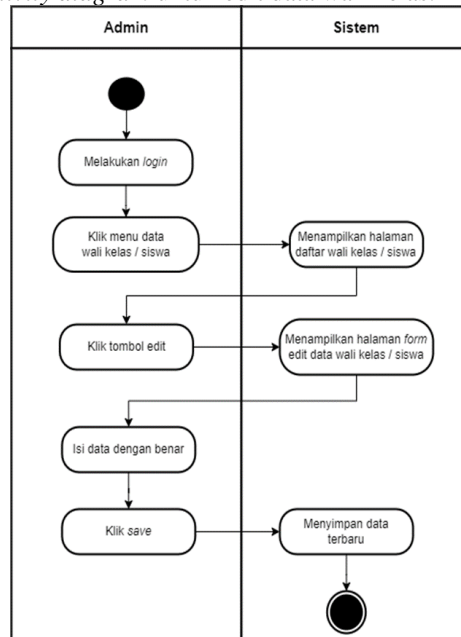 Admin
Sistem
Melakukan login
Klik menu data
wali kelas / siswa
Menampilkan halaman
daftar wali kelas / siswa
Klik tombol edit
Menampilkan halaman form
edit data wali kelas / siswa
Isi data dengan benar
Klik save
Menyimpan data
terbaru